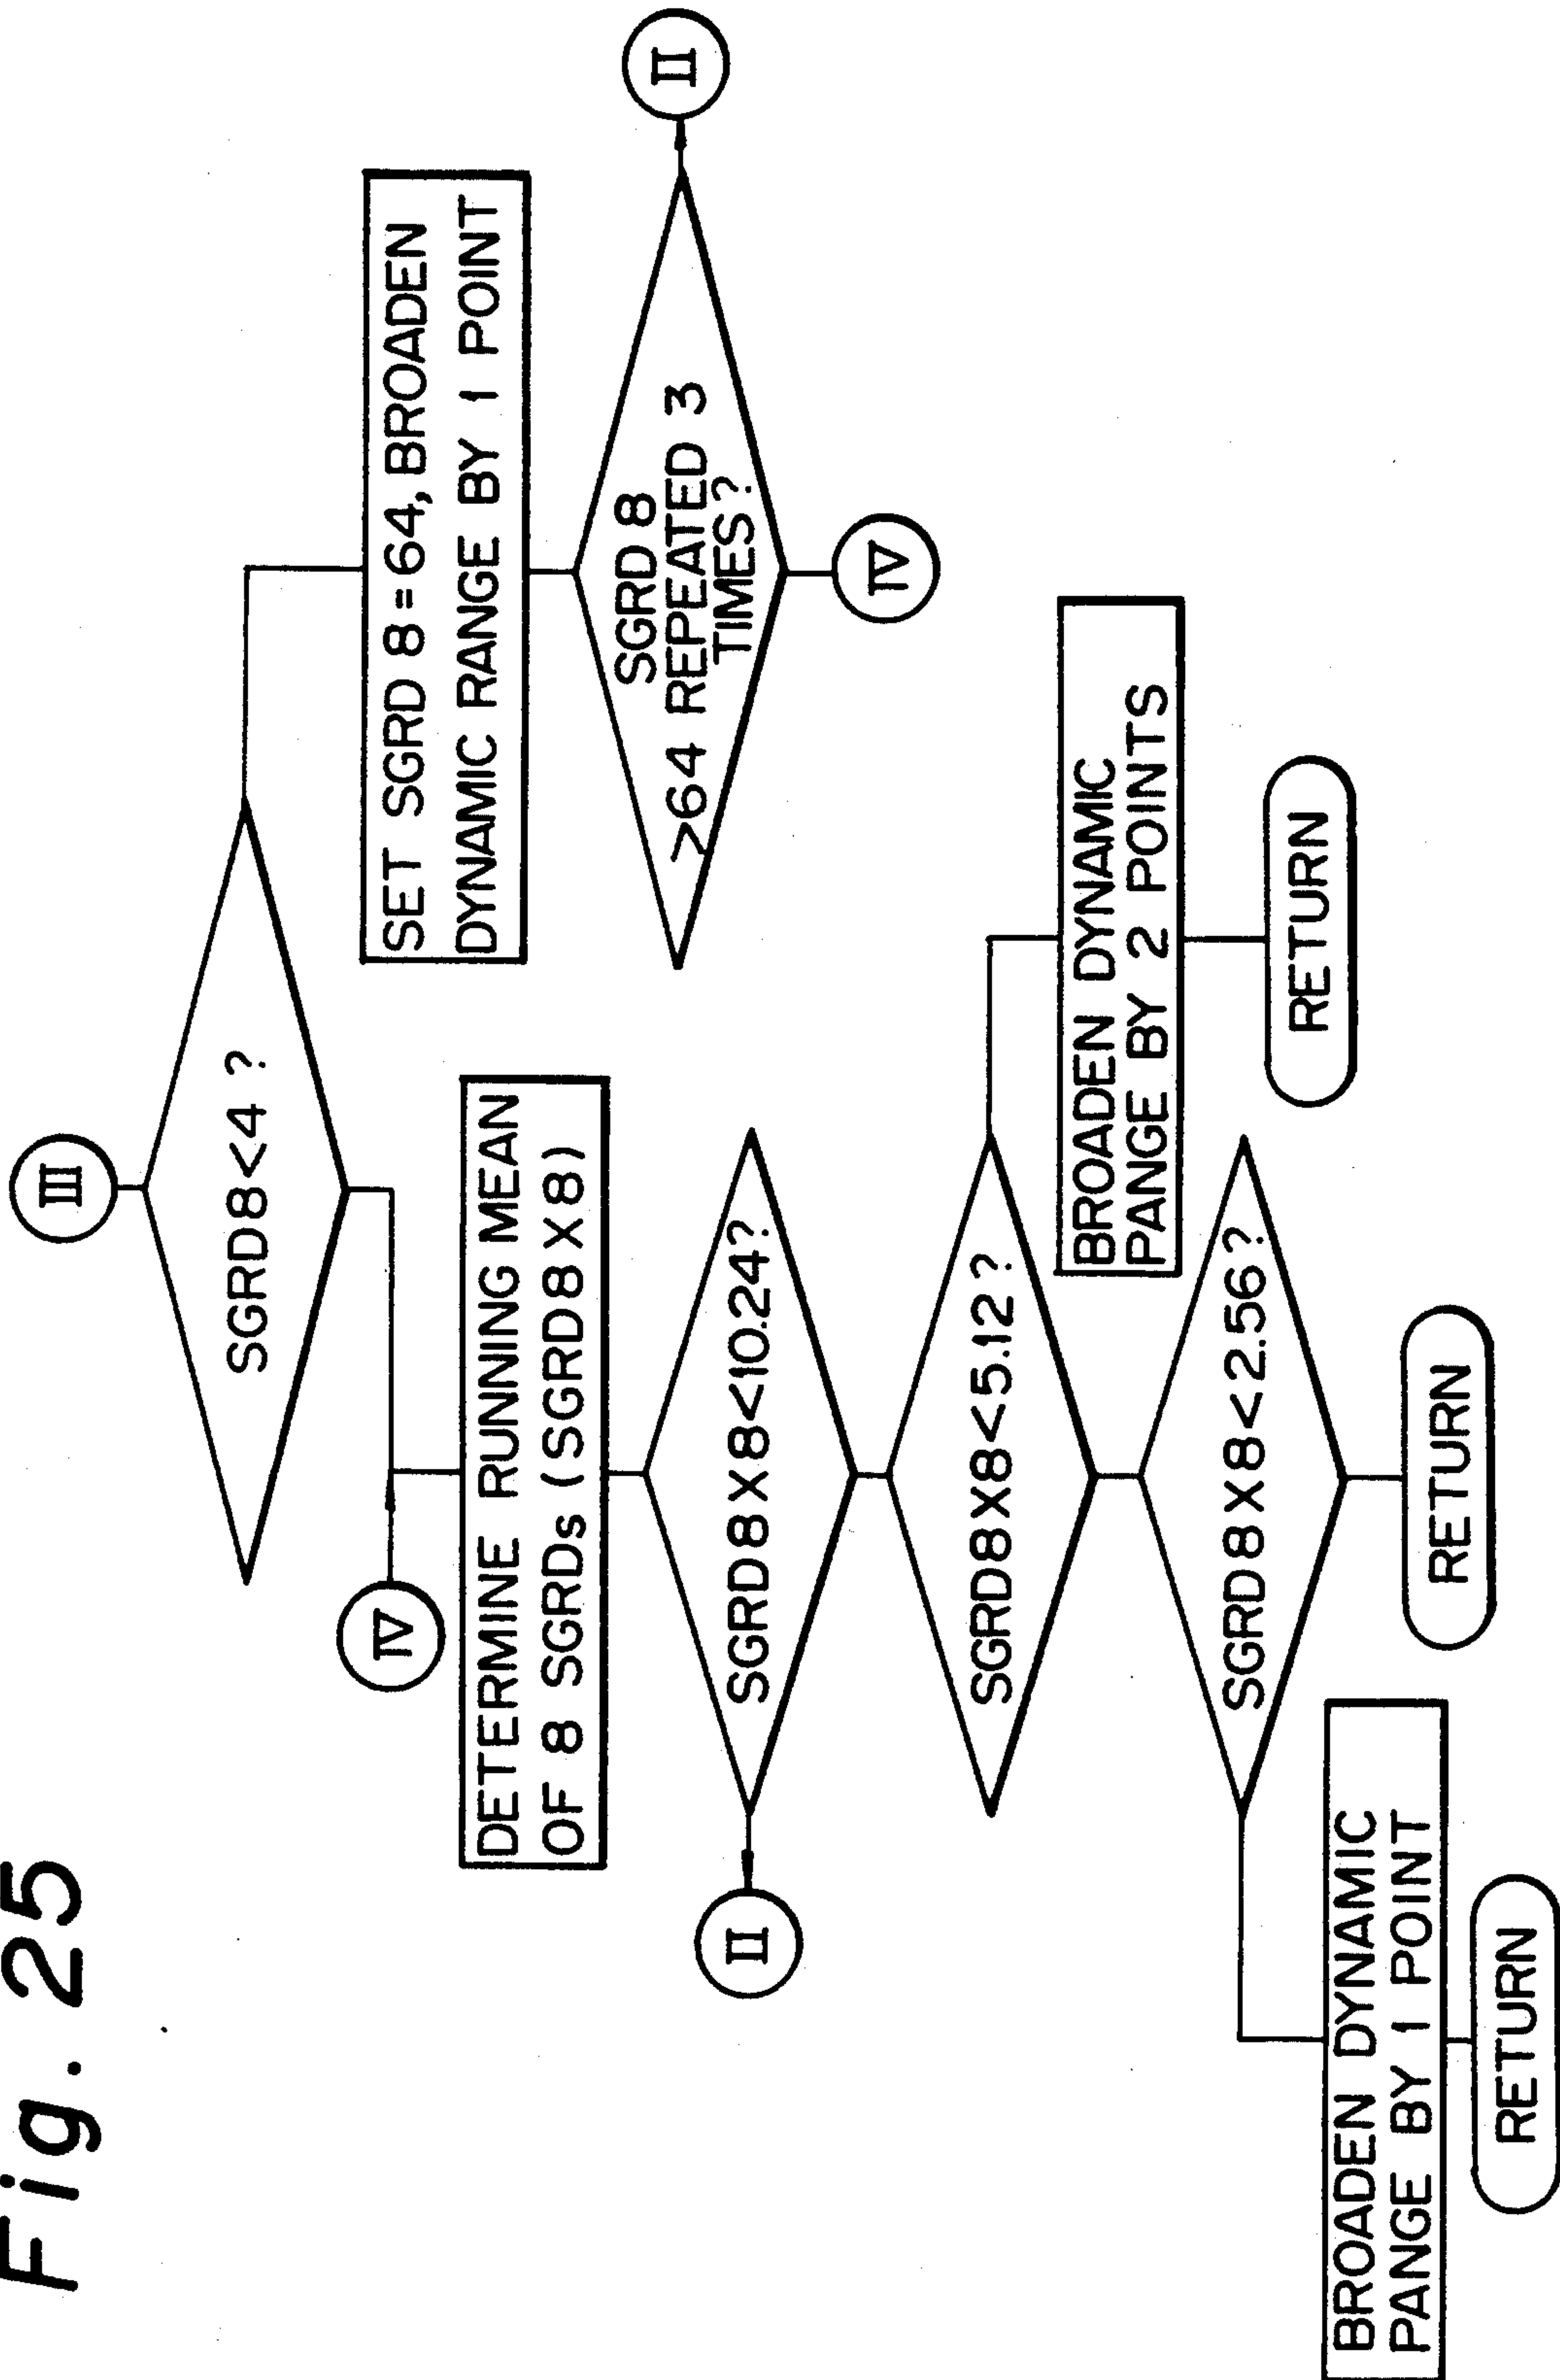 Fig. 25
III
SGRD8<4 ?
SET SGRD 8=64, BROADEN
DYNAMIC RANGE BY 1 POINT
IV
SGRD 8
>64 REPEATED 3
TIMES?
II
DETERMINE RUNNING MEAN
OF 8 SGRDs (SGRD8X8)
IV
SGRD8X8<10.24?
II
SGRD8X8<5.12?
BROADEN DYNAMIC
PANGE BY 2 POINTS
RETURN
SGRD8X8<2.56?
BROADEN DYNAMIC
PANGE BY 1 POINT
RETURN
RETURN